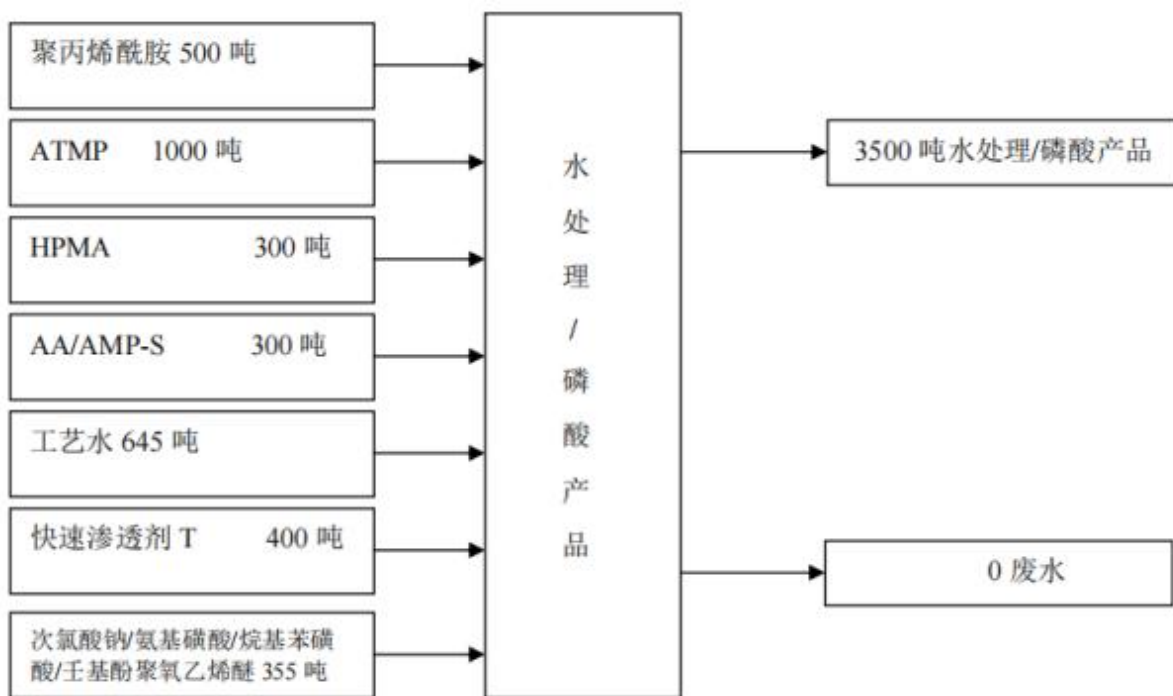 聚丙烯酰胺 500 吨
ATMP 1000 吨
HPMA 300 吨
AA/AMP-S 300 吨
工艺水 645 吨
快速渗透剂 T 400 吨
次氯酸钠/氨基磺酸/烷基苯磺
酸/壬基酚聚氧乙烯醚 355 吨
水
处
理
/
磷
酸
产
品
3500 吨水处理/磷酸产品
0 废水